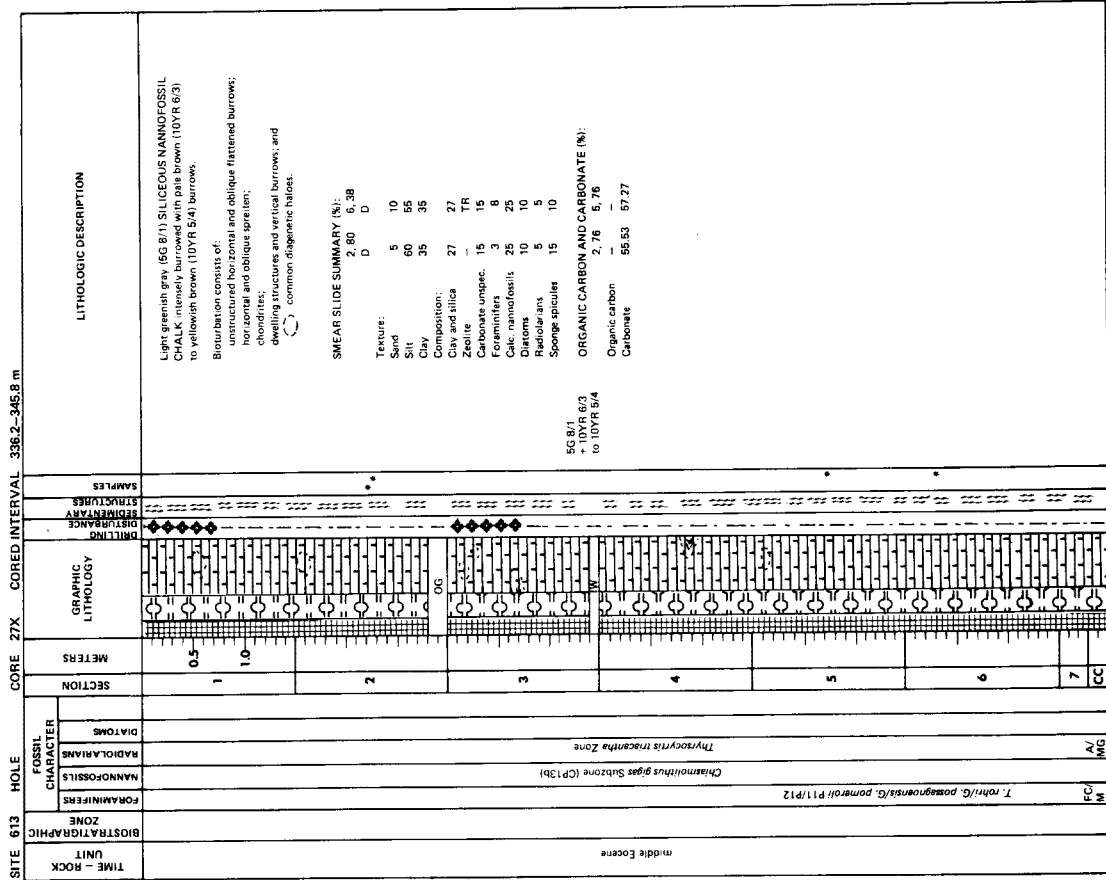 SITE 613 HOLE CORE 27X CORED INTERVAL 336.2–345.8 m
TIME – ROCK UNIT
BIOSTRATIGRAPHIC ZONE
FOSSIL CHARACTER
FORAMINIFERS
NANNOFOSSILS
RADIOLARIANS
DIATOMS
SECTION
METERS
GRAPHIC LITHOLOGY
DRILLING DISTURBANCE
SEDIMENTARY STRUCTURES
SAMPLES
LITHOLOGIC DESCRIPTION
middle Eocene
T. rohri/G. possagnoensis/G. pomeroli P11/P12
Chiasmolithus gigas Subzone (CP13b)
Thyrsocyrtis triacantha Zone
FC/M
A/MG
1
0.5
1.0
2
3
4
5
6
7
CC
OG
IW
* *
*
*
Light greenish gray (5G 8/1) SILICEOUS NANNOFOSSIL
CHALK intensely burrowed with pale brown (10YR 6/3)
to yellowish brown (10YR 5/4) burrows.
Bioturbation consists of:
unstructured horizontal and oblique flattened burrows;
horizontal and oblique spreiten;
chondrites;
dwelling structures and vertical burrows; and
common diagenetic haloes.
SMEAR SLIDE SUMMARY (%):
2, 80 6, 38
D D
Texture:
Sand 5 10
Silt 60 55
Clay 35 35
Composition:
Clay and silica 27 27
Zeolite – TR
Carbonate unspec. 15 15
Foraminifers 3 8
Calc. nannofossils 25 25
Diatoms 10 10
Radiolarians 5 5
Sponge spicules 15 10
5G 8/1
+ 10YR 6/3
to 10YR 5/4
ORGANIC CARBON AND CARBONATE (%):
2, 76 5, 76
Organic carbon – –
Carbonate 55.53 57.27